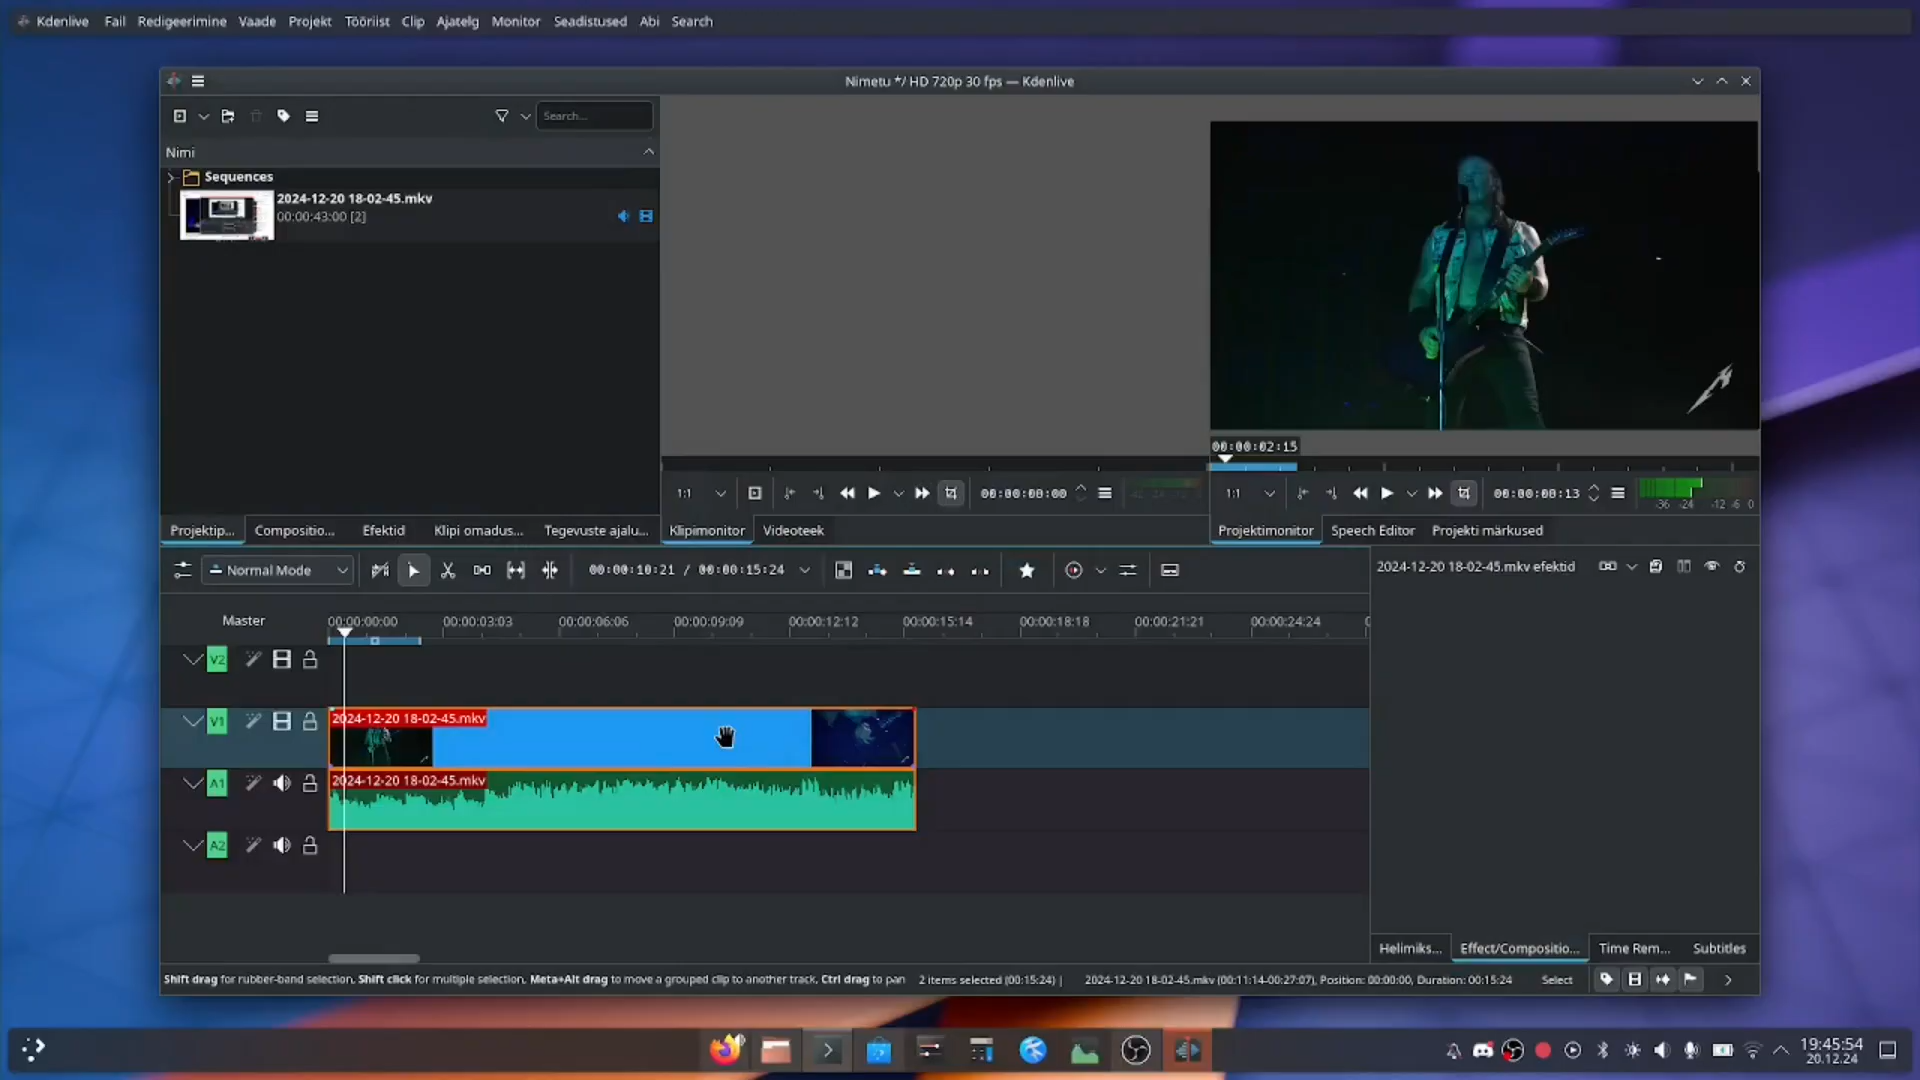 Kdenlive Fail Redigeerimine Vaade Projekt Tööriist Clip Ajatelg Monitor Seadistused Abi Search
Nimetu */ HD 720p 30 fps — Kdenlive
Search...
Nimi
Sequences
2024-12-20 18-02-45.mkv
00:00:43:00 [2]
00:00:02:15
1:1 00:00:00:00
1:1 00:00:00:13 -36 -24 -12 -6 0
Projektip... Compositio... Efektid Klipi omadus... Tegevuste ajalu... Klipimonitor Videoteek Projektimonitor Speech Editor Projekti märkused
Normal Mode 00:00:10:21 / 00:00:15:24 2024-12-20 18-02-45.mkv efektid
Master 00:00:00:00 00:00:03:03 00:00:06:06 00:00:09:09 00:00:12:12 00:00:15:14 00:00:18:18 00:00:21:21 00:00:24:24
V2
V1 2024-12-20 18-02-45.mkv
A1 2024-12-20 18-02-45.mkv
A2
Helimiks... Effect/Compositio... Time Rem... Subtitles
Shift drag for rubber-band selection, Shift click for multiple selection, Meta+Alt drag to move a grouped clip to another track, Ctrl drag to pan 2 items selected (00:15:24) | 2024-12-20 18-02-45.mkv (00:11:14-00:27:07), Position: 00:00:00, Duration: 00:15:24 Select
19:45:54
20.12.24